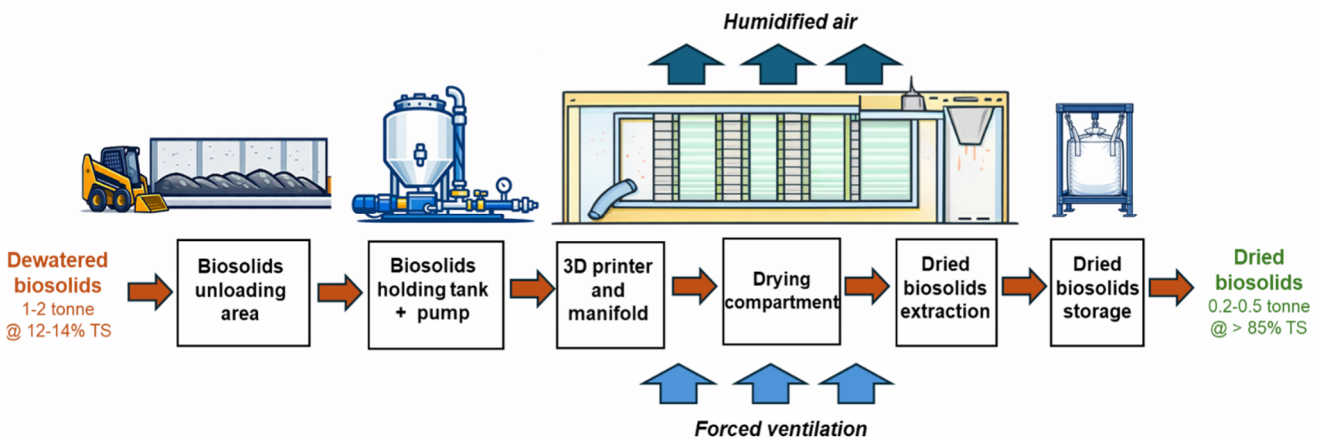 Humidified air
Dewatered
biosolids
1-2 tonne
@ 12-14% TS
Biosolids
unloading
area
Biosolids
holding tank
+ pump
3D printer
and
manifold
Drying
compartment
Dried
biosolids
extraction
Dried
biosolids
storage
Dried
biosolids
0.2-0.5 tonne
@ > 85% TS
Forced ventilation